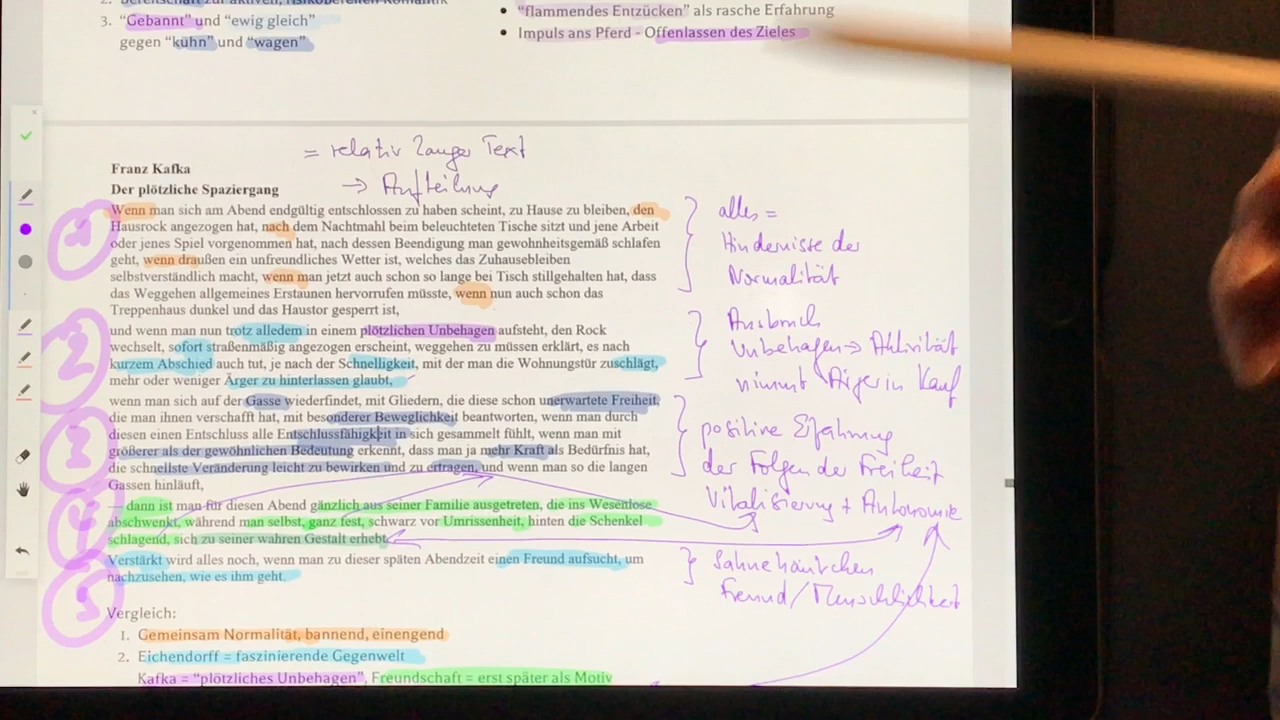 2. Bereitschaft zur aktiven, risikobereiten Romantik
3. “Gebannt” und “ewig gleich”
gegen “kühn” und “wagen”
• “flammendes Entzücken” als rasche Erfahrung
• Impuls ans Pferd - Offenlassen des Zieles
= relativ langer Text
→ Aufteilung
Franz Kafka
Der plötzliche Spaziergang
Wenn man sich am Abend endgültig entschlossen zu haben scheint, zu Hause zu bleiben, den
Hausrock angezogen hat, nach dem Nachtmahl beim beleuchteten Tische sitzt und jene Arbeit
oder jenes Spiel vorgenommen hat, nach dessen Beendigung man gewohnheitsgemäß schlafen
geht, wenn draußen ein unfreundliches Wetter ist, welches das Zuhausebleiben
selbstverständlich macht, wenn man jetzt auch schon so lange bei Tisch stillgehalten hat, dass
das Weggehen allgemeines Erstaunen hervorrufen müsste, wenn nun auch schon das
Treppenhaus dunkel und das Haustor gesperrt ist,
alles =
Hindernisse der
Normalität
und wenn man nun trotz alledem in einem plötzlichen Unbehagen aufsteht, den Rock
wechselt, sofort straßenmäßig angezogen erscheint, weggehen zu müssen erklärt, es nach
kurzem Abschied auch tut, je nach der Schnelligkeit, mit der man die Wohnungstür zuschlägt,
mehr oder weniger Ärger zu hinterlassen glaubt,
Ausbruch
Unbehagen → Aktivität
nimmt Ärger in Kauf
wenn man sich auf der Gasse wiederfindet, mit Gliedern, die diese schon unerwartete Freiheit,
die man ihnen verschafft hat, mit besonderer Beweglichkeit beantworten, wenn man durch
diesen einen Entschluss alle Entschlussfähigkeit in sich gesammelt fühlt, wenn man mit
größerer als der gewöhnlichen Bedeutung erkennt, dass man ja mehr Kraft als Bedürfnis hat,
die schnellste Veränderung leicht zu bewirken und zu ertragen, und wenn man so die langen
Gassen hinläuft,
positive Erfahrung
der Folgen der Freiheit
Vitalisierung + Autonomie
dann ist man für diesen Abend gänzlich aus seiner Familie ausgetreten, die ins Wesenlose
abschwenkt, während man selbst, ganz fest, schwarz vor Umrissenheit, hinten die Schenkel
schlagend, sich zu seiner wahren Gestalt erhebt.
Verstärkt wird alles noch, wenn man zu dieser späten Abendzeit einen Freund aufsucht, um
nachzusehen, wie es ihm geht.
Sahnehäubchen
Freund / Menschlichkeit
1
2
3
4
5
Vergleich:
1. Gemeinsam Normalität, bannend, einengend
2. Eichendorff = faszinierende Gegenwelt
Kafka = “plötzliches Unbehagen”, Freundschaft = erst später als Motiv